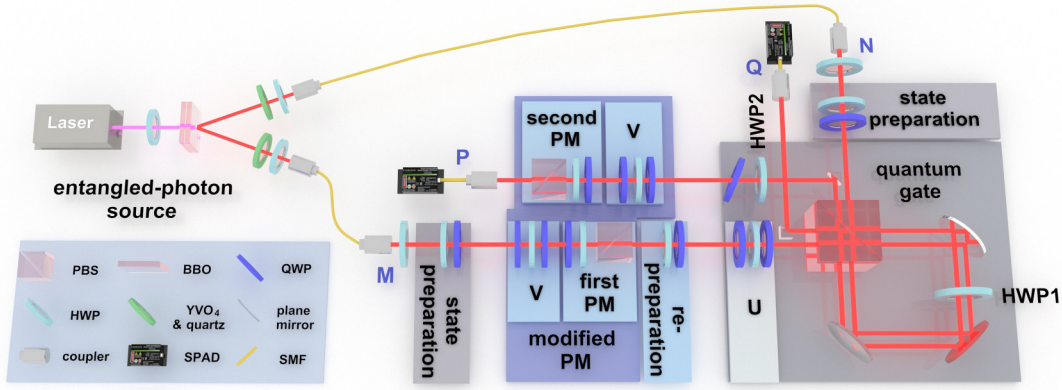 Laser
entangled-photon
source
N
Q
HWP2
state
preparation
quantum
gate
second
PM
V
P
M
state
preparation
V
first
PM
modified
PM
re-
preparation
U
HWP1
PBS
BBO
QWP
HWP
YVO4
& quartz
plane
mirror
coupler
SPAD
SMF